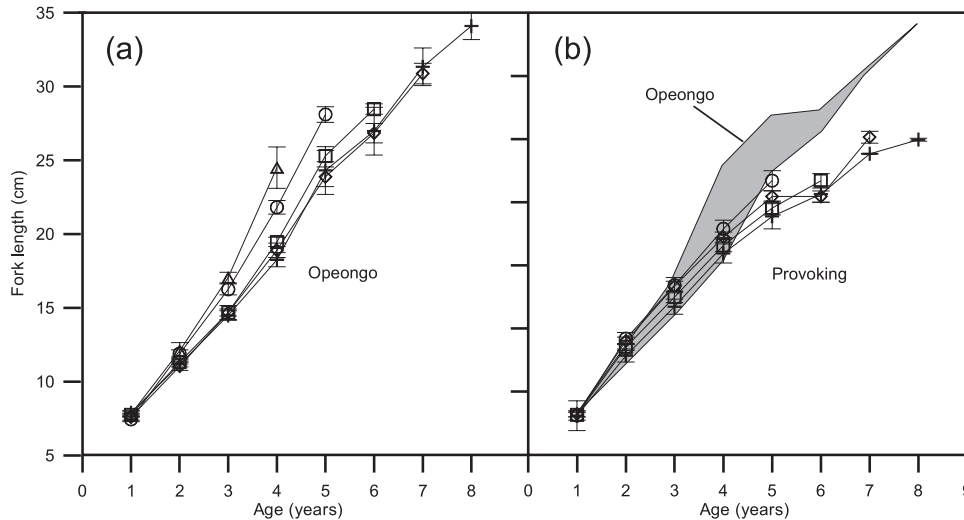 35
30
25
20
15
10
5
Fork length (cm)
(a)
Opeongo
0 1 2 3 4 5 6 7 8
Age (years)
(b)
Opeongo
Provoking
0 1 2 3 4 5 6 7 8 9
Age (years)